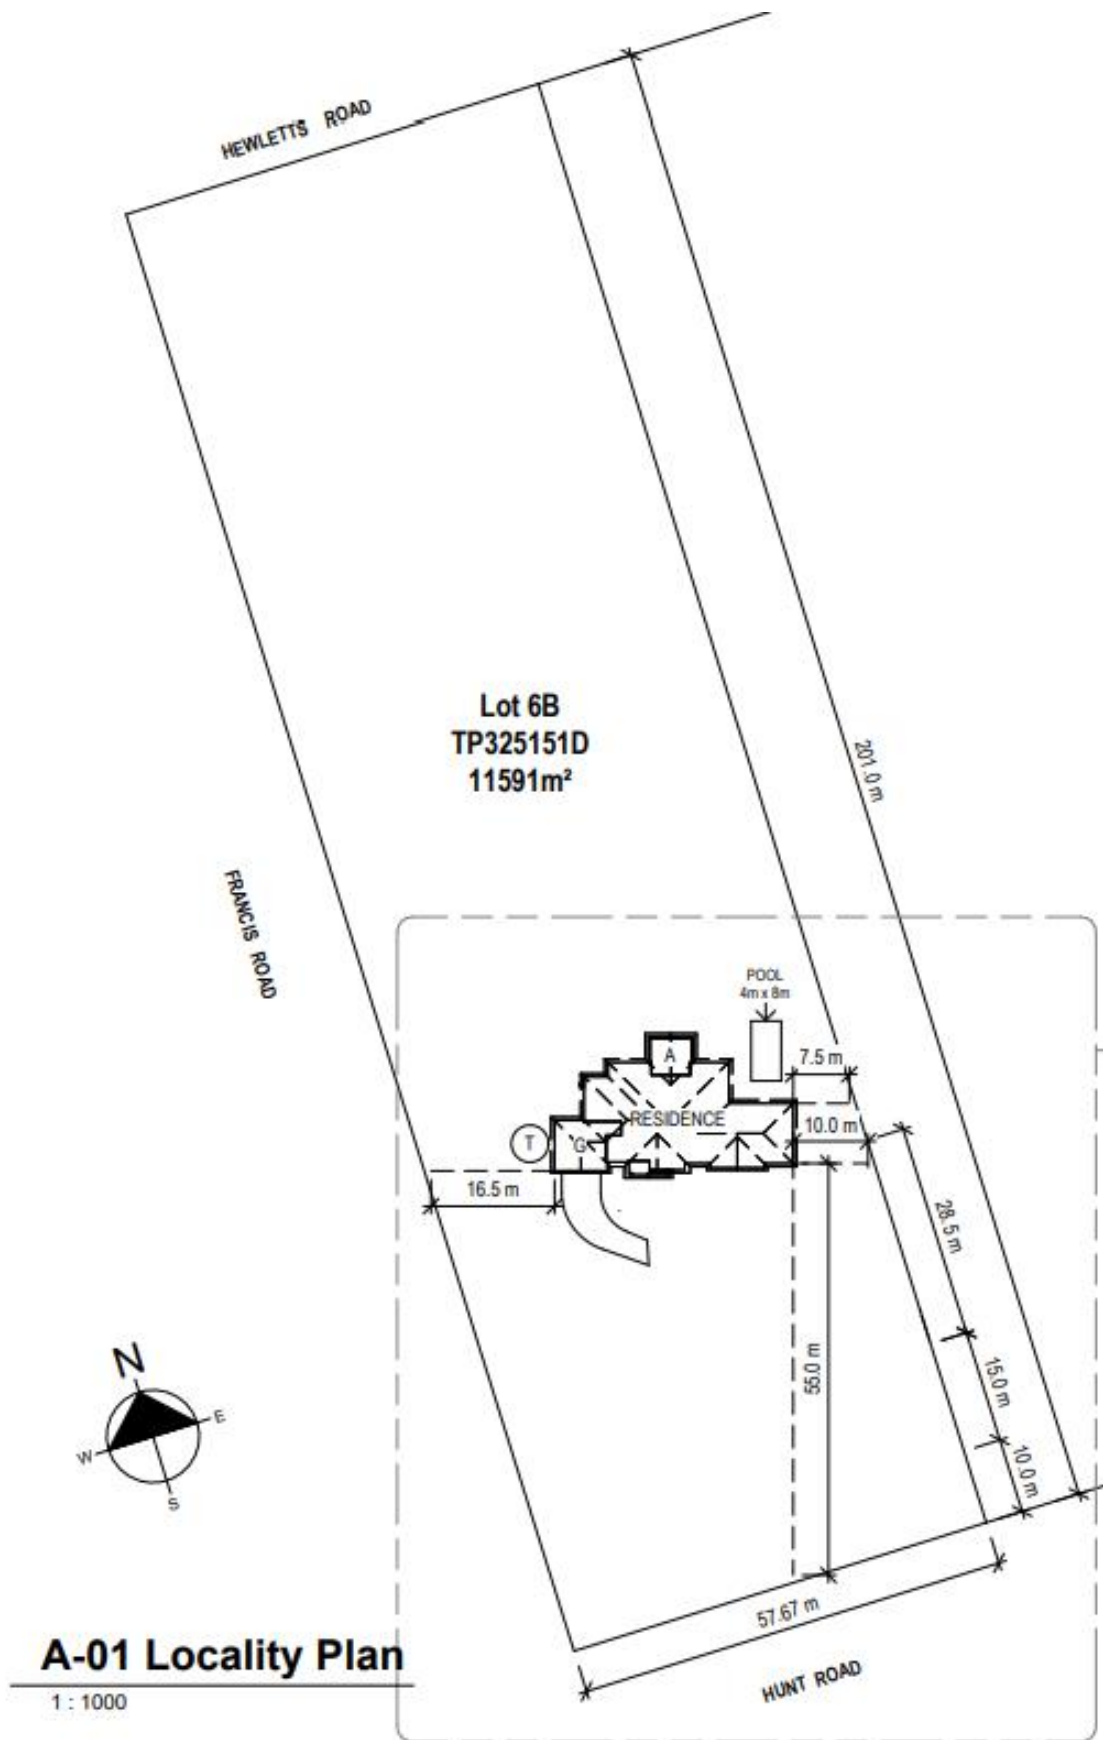 HEWLETTS ROAD
Lot 6B
TP325151D
11591m²
201.0 m
FRANCIS ROAD
POOL
4m x 8m
A
7.5 m
RESIDENCE
10.0 m
T
G
16.5 m
28.5 m
55.0 m
15.0 m
10.0 m
N
E
W
S
57.67 m
HUNT ROAD
A-01 Locality Plan
1 : 1000